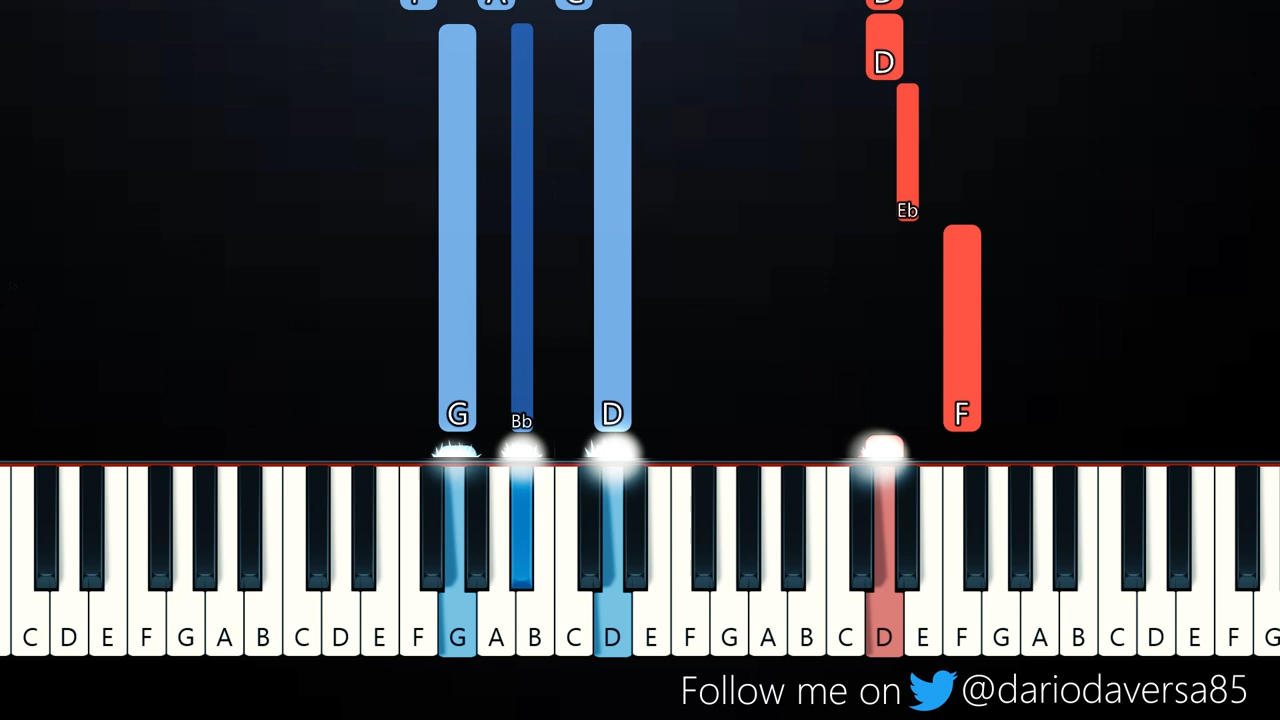 F A C D
D
Eb
G Bb D F
C D E F G A B C D E F G A B C D E F G A B C D E F G A B C D E F G
Follow me on @dariodaversa85